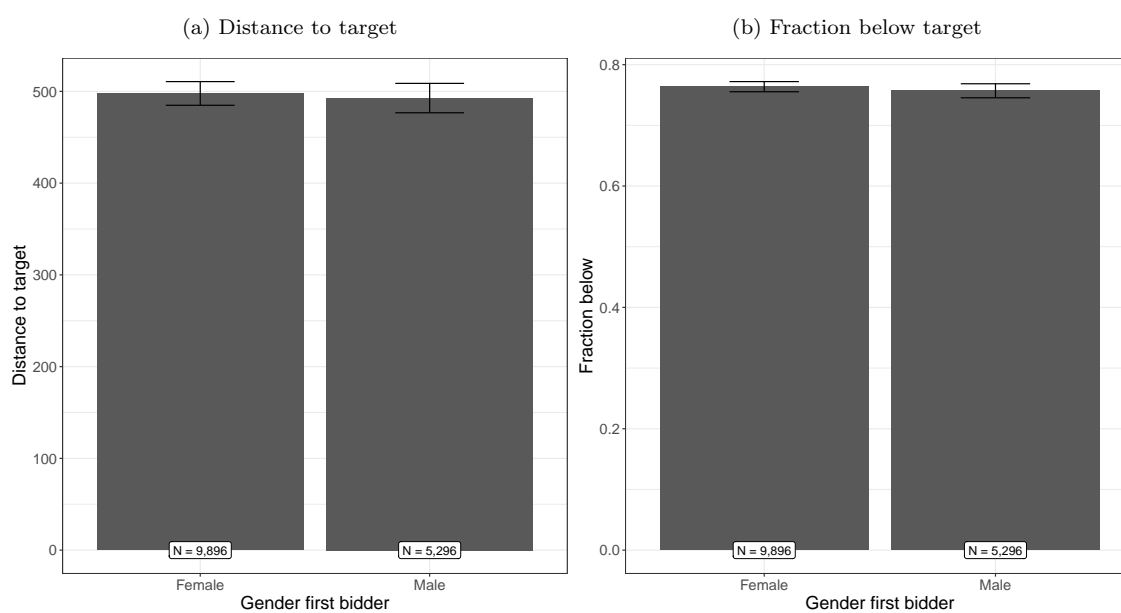 (a) Distance to target
Distance to target
500
400
300
200
100
0
N = 9,896
N = 5,296
Female
Male
Gender first bidder
(b) Fraction below target
Fraction below
0.8
0.6
0.4
0.2
0.0
N = 9,896
N = 5,296
Female
Male
Gender first bidder